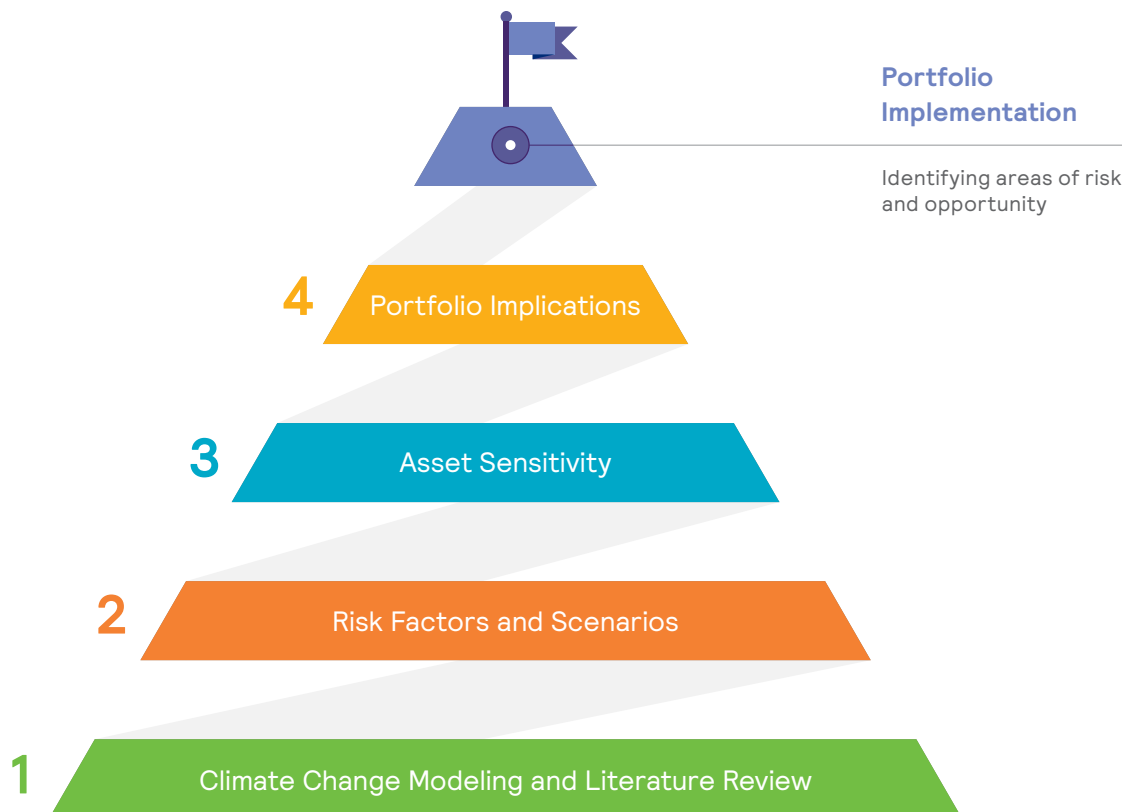 Portfolio
Implementation
Identifying areas of risk
and opportunity
4
Portfolio Implications
3
Asset Sensitivity
2
Risk Factors and Scenarios
1
Climate Change Modeling and Literature Review